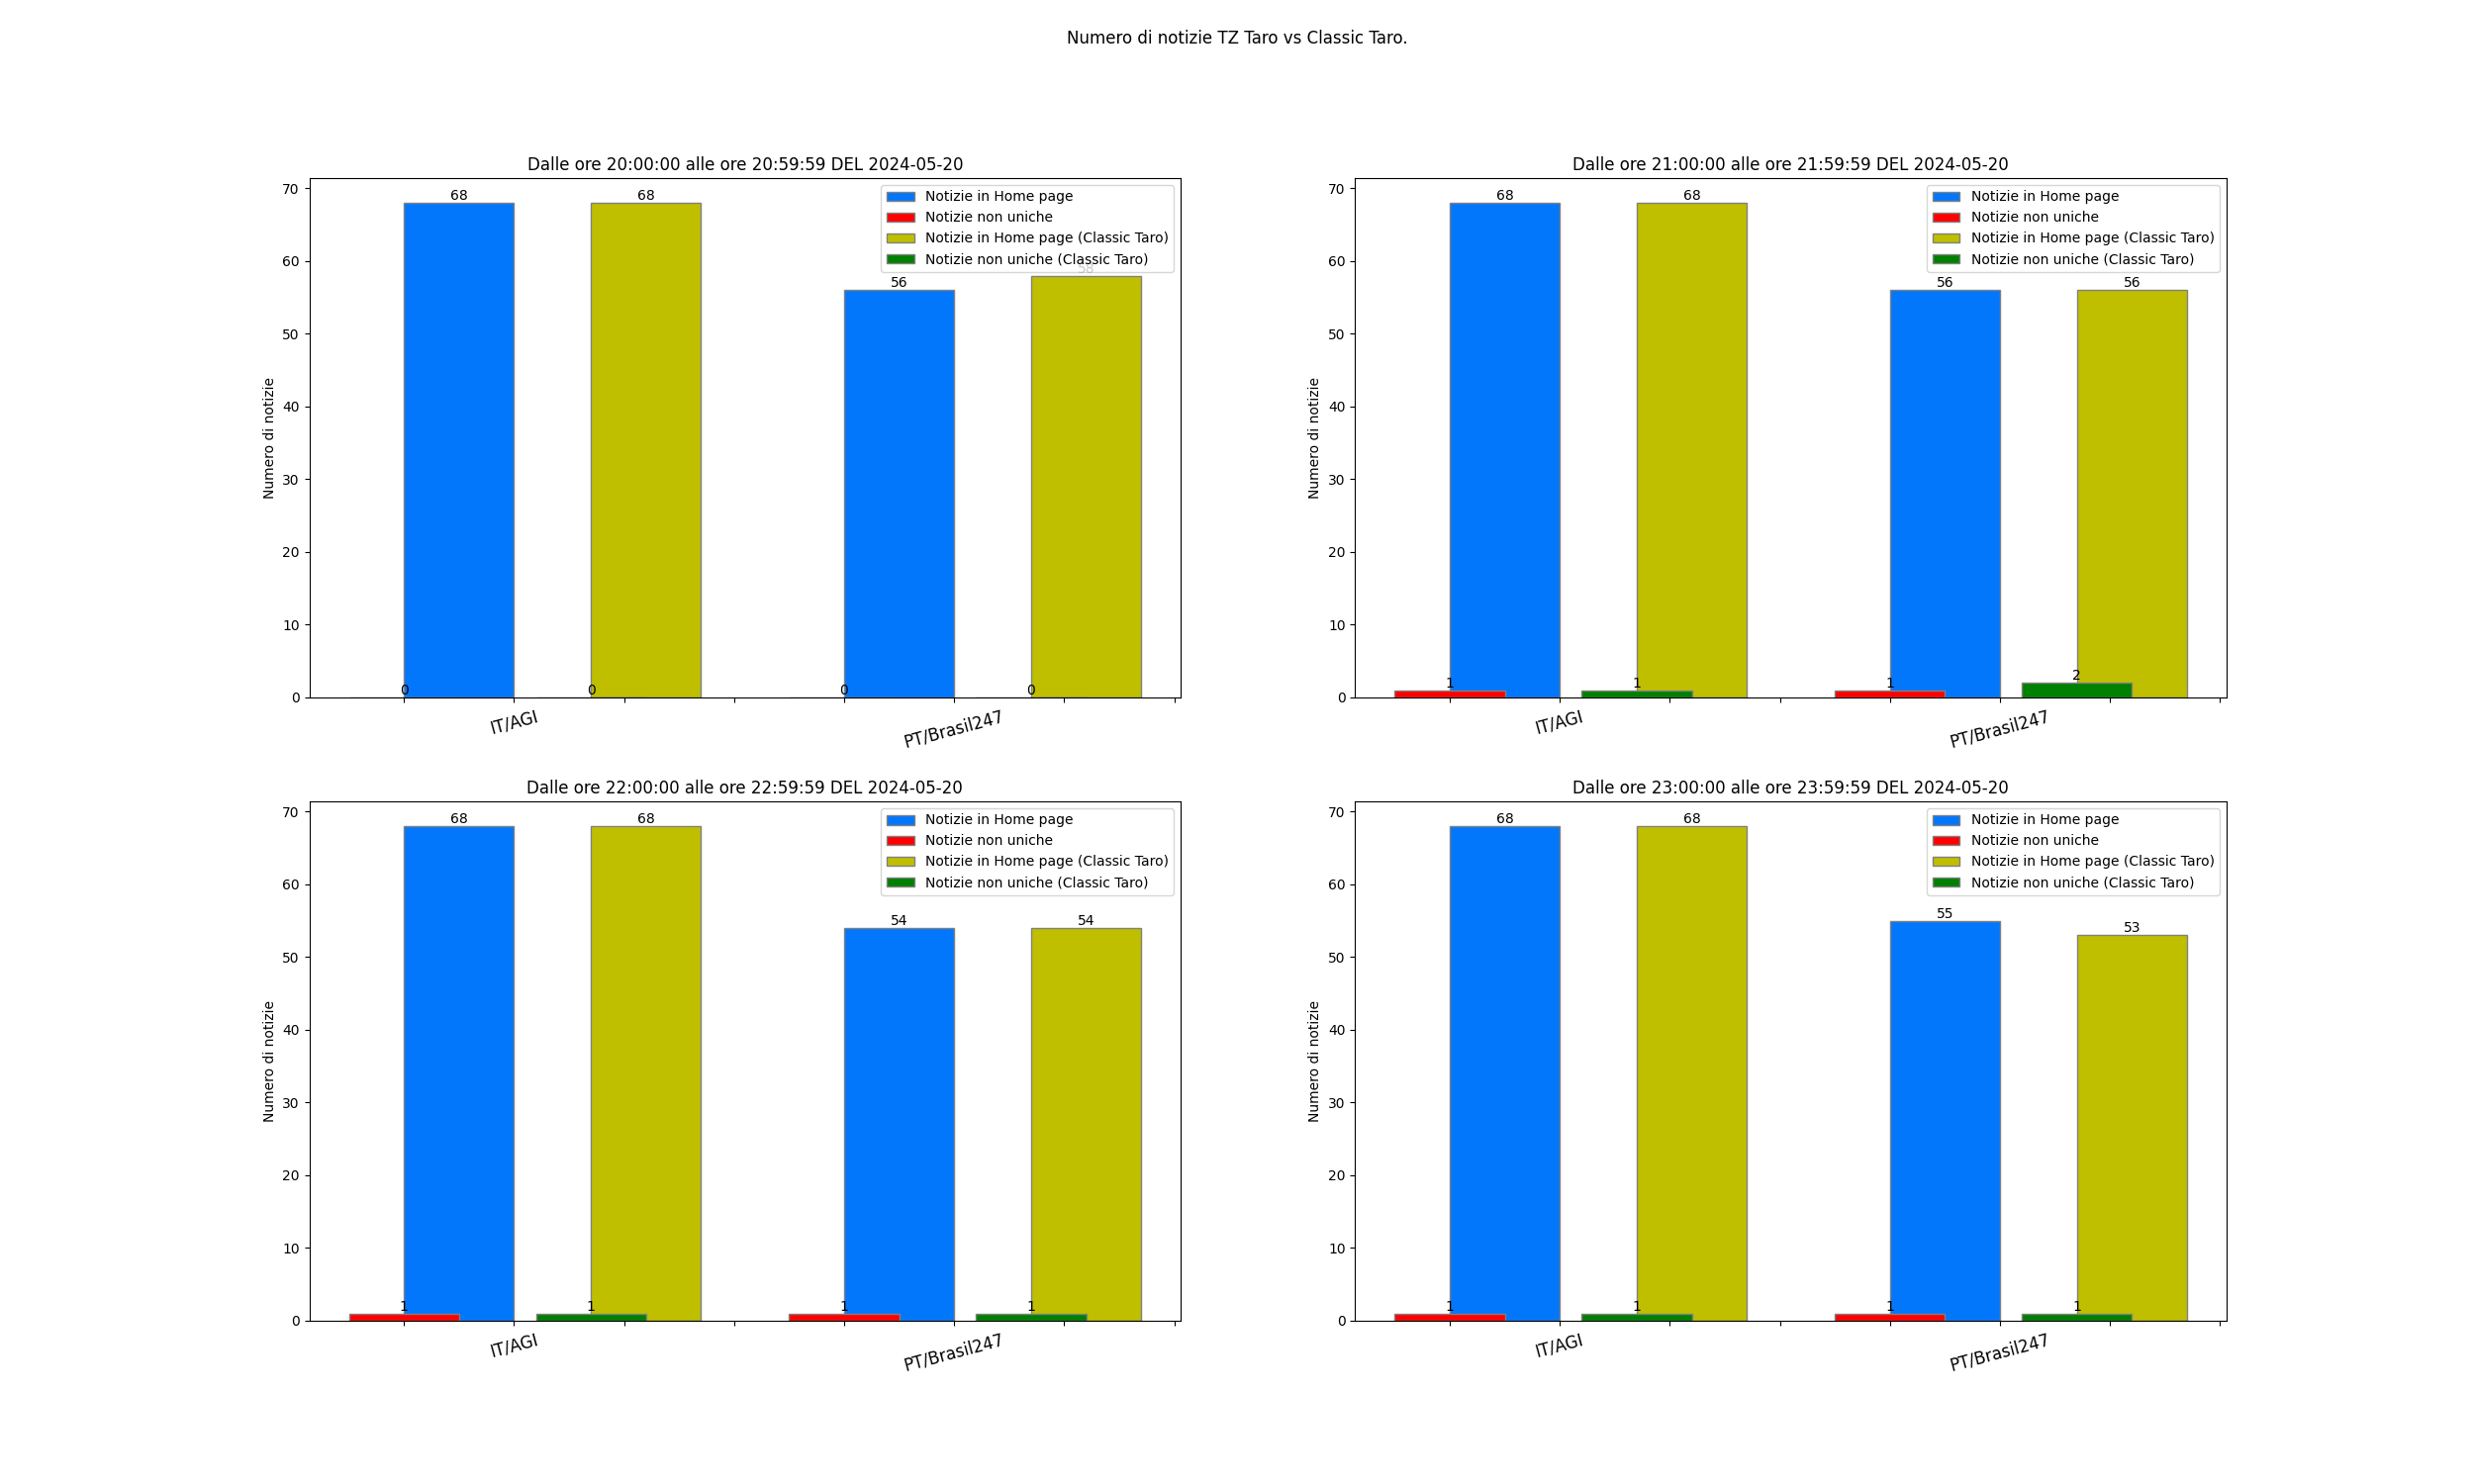 Numero di notizie TZ Taro vs Classic Taro.
Dalle ore 20:00:00 alle ore 20:59:59 DEL 2024-05-20
Numero di notizie
70
60
50
40
30
20
10
0
68
68
56
58
0
0
0
0
Notizie in Home page
Notizie non uniche
Notizie in Home page (Classic Taro)
Notizie non uniche (Classic Taro)
IT/AGI
PT/Brasil247
Dalle ore 21:00:00 alle ore 21:59:59 DEL 2024-05-20
Numero di notizie
70
60
50
40
30
20
10
0
68
68
56
56
1
1
1
2
Notizie in Home page
Notizie non uniche
Notizie in Home page (Classic Taro)
Notizie non uniche (Classic Taro)
IT/AGI
PT/Brasil247
Dalle ore 22:00:00 alle ore 22:59:59 DEL 2024-05-20
Numero di notizie
70
60
50
40
30
20
10
0
68
68
54
54
1
1
1
1
Notizie in Home page
Notizie non uniche
Notizie in Home page (Classic Taro)
Notizie non uniche (Classic Taro)
IT/AGI
PT/Brasil247
Dalle ore 23:00:00 alle ore 23:59:59 DEL 2024-05-20
Numero di notizie
70
60
50
40
30
20
10
0
68
68
55
53
1
1
1
1
Notizie in Home page
Notizie non uniche
Notizie in Home page (Classic Taro)
Notizie non uniche (Classic Taro)
IT/AGI
PT/Brasil247